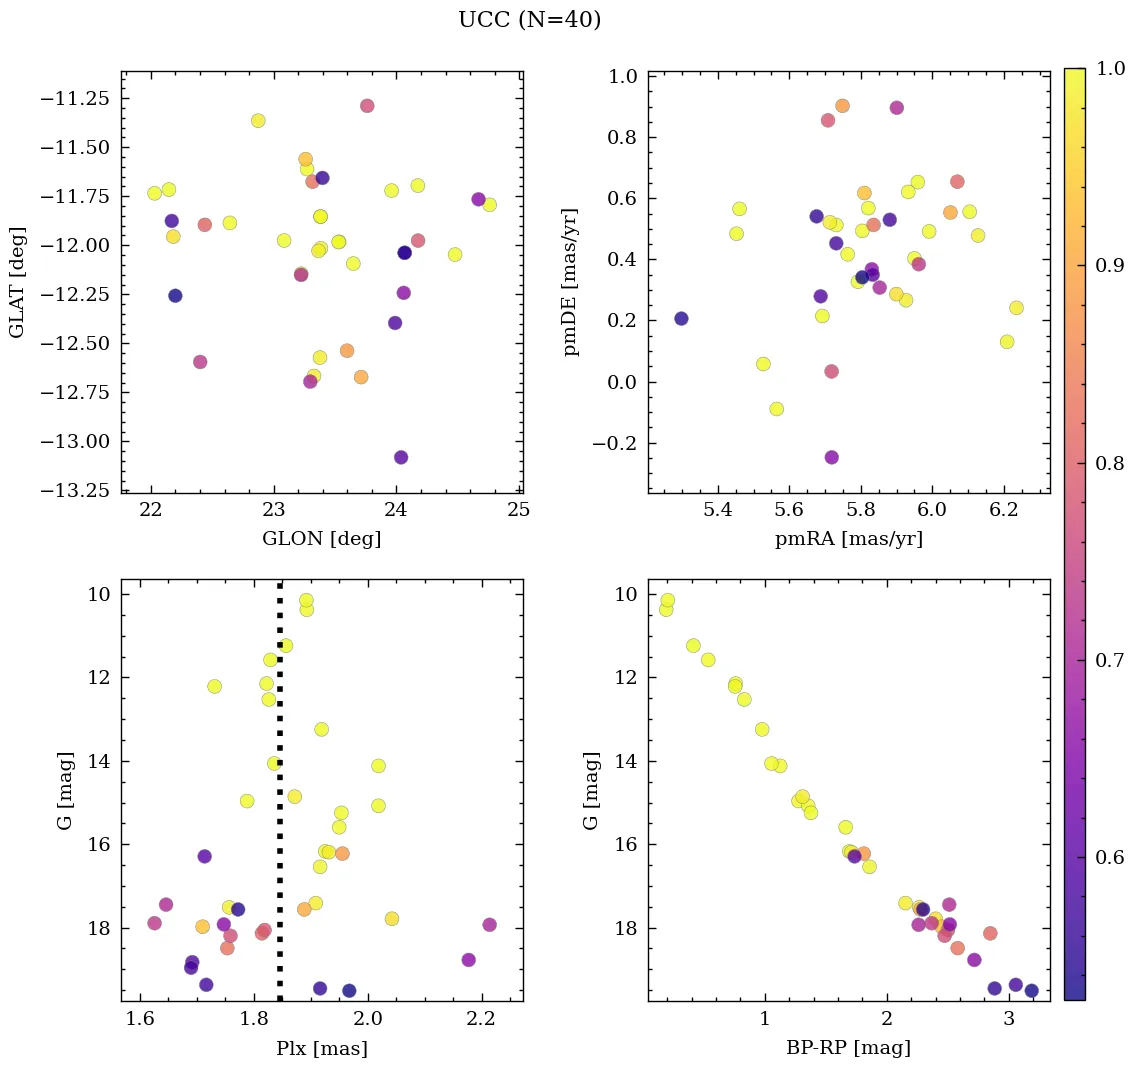 UCC (N=40)
−11.25
−11.50
−11.75
−12.00
−12.25
−12.50
−12.75
−13.00
−13.25
GLAT [deg]
22 23 24 25
GLON [deg]
1.0
0.8
0.6
0.4
0.2
0.0
−0.2
pmDE [mas/yr]
5.4 5.6 5.8 6.0 6.2
pmRA [mas/yr]
10
12
14
16
18
G [mag]
1.6 1.8 2.0 2.2
Plx [mas]
10
12
14
16
18
G [mag]
1 2 3
BP-RP [mag]
1.0
0.9
0.8
0.7
0.6